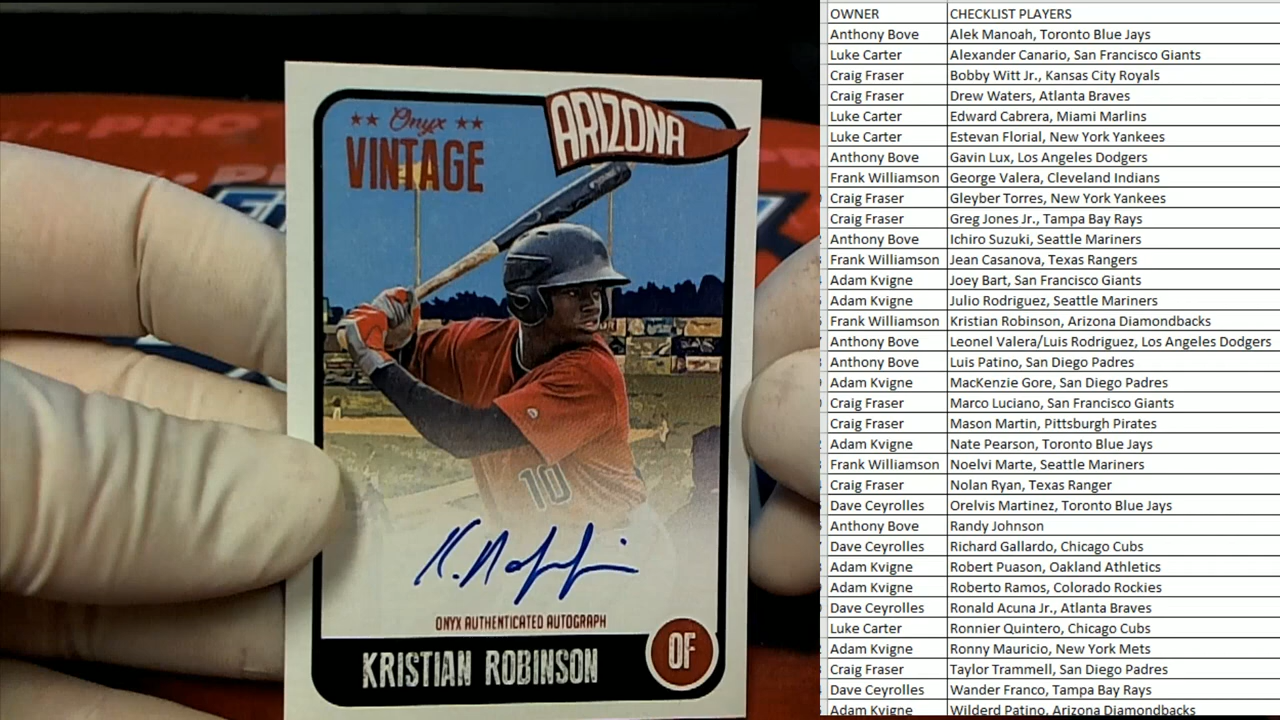 ★★ Onyx ★★
VINTAGE
ARIZONA
10
K. Robinson
ONYX AUTHENTICATED AUTOGRAPH
KRISTIAN ROBINSON
OF
PRO
OWNER CHECKLIST PLAYERS
Anthony Bove Alek Manoah, Toronto Blue Jays
Luke Carter Alexander Canario, San Francisco Giants
Craig Fraser Bobby Witt Jr., Kansas City Royals
Craig Fraser Drew Waters, Atlanta Braves
Luke Carter Edward Cabrera, Miami Marlins
Luke Carter Estevan Florial, New York Yankees
Anthony Bove Gavin Lux, Los Angeles Dodgers
Frank Williamson George Valera, Cleveland Indians
Craig Fraser Gleyber Torres, New York Yankees
Craig Fraser Greg Jones Jr., Tampa Bay Rays
Anthony Bove Ichiro Suzuki, Seattle Mariners
Frank Williamson Jean Casanova, Texas Rangers
Adam Kvigne Joey Bart, San Francisco Giants
Adam Kvigne Julio Rodriguez, Seattle Mariners
Frank Williamson Kristian Robinson, Arizona Diamondbacks
Anthony Bove Leonel Valera/Luis Rodriguez, Los Angeles Dodgers
Anthony Bove Luis Patino, San Diego Padres
Adam Kvigne MacKenzie Gore, San Diego Padres
Craig Fraser Marco Luciano, San Francisco Giants
Craig Fraser Mason Martin, Pittsburgh Pirates
Adam Kvigne Nate Pearson, Toronto Blue Jays
Frank Williamson Noelvi Marte, Seattle Mariners
Craig Fraser Nolan Ryan, Texas Ranger
Dave Ceyrolles Orelvis Martinez, Toronto Blue Jays
Anthony Bove Randy Johnson
Dave Ceyrolles Richard Gallardo, Chicago Cubs
Adam Kvigne Robert Puason, Oakland Athletics
Adam Kvigne Roberto Ramos, Colorado Rockies
Dave Ceyrolles Ronald Acuna Jr., Atlanta Braves
Luke Carter Ronnier Quintero, Chicago Cubs
Adam Kvigne Ronny Mauricio, New York Mets
Craig Fraser Taylor Trammell, San Diego Padres
Dave Ceyrolles Wander Franco, Tampa Bay Rays
Adam Kvigne Wilderd Patino, Arizona Diamondbacks